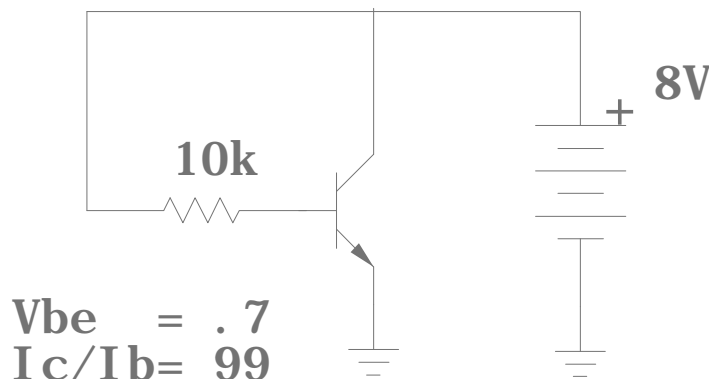 8V
+
10k
Vbe = .7
Ic/Ib= 99